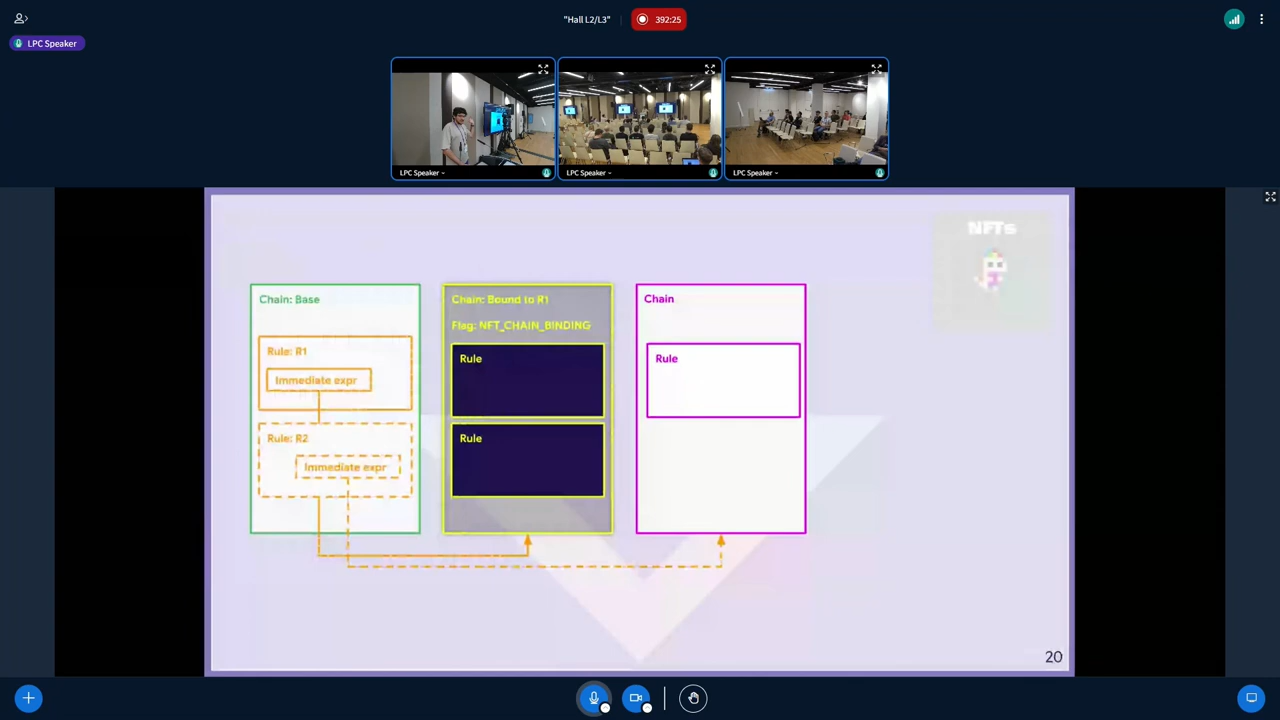 "Hall L2/L3"
392:25
LPC Speaker
LPC Speaker
LPC Speaker
LPC Speaker
NFTs
Chain: Base
Rule: R1
Immediate expr
Rule: R2
Immediate expr
Chain: Bound to R1
Flag: NFT_CHAIN_BINDING
Rule
Rule
Chain
Rule
20